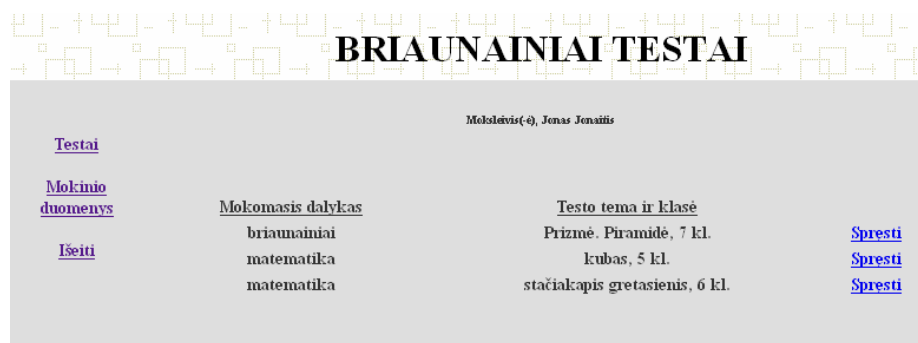 BRIAUNAINIAI TESTAI
Moksleivis(-ė), Jonas Jonaitis
Testai
Mokinio
duomenys
Išeiti
Mokomasis dalykas Testo tema ir klasė
briaunainiai Prizmė. Piramidė, 7 kl. Spręsti
matematika kubas, 5 kl. Spręsti
matematika stačiakapis gretasienis, 6 kl. Spręsti